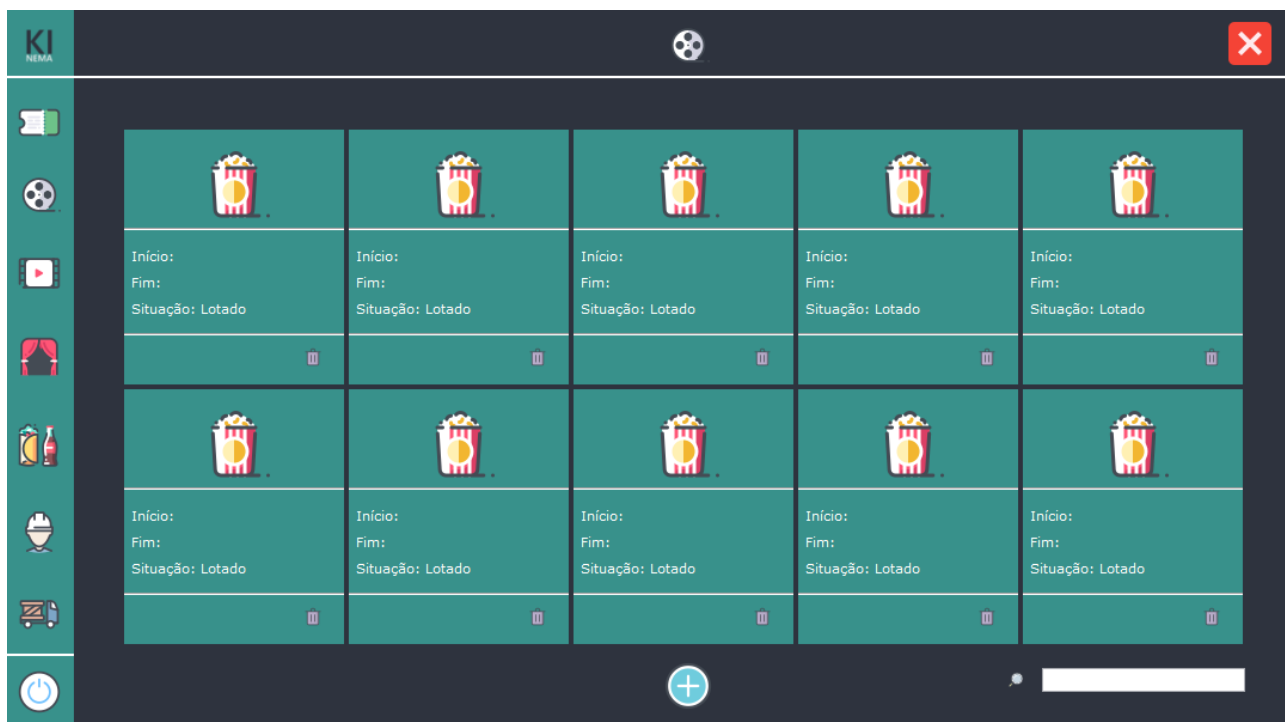 KI
NEMA
Início: Início: Início: Início: Início:
Fim: Fim: Fim: Fim: Fim:
Situação: Lotado Situação: Lotado Situação: Lotado Situação: Lotado Situação: Lotado
Início: Início: Início: Início: Início:
Fim: Fim: Fim: Fim: Fim:
Situação: Lotado Situação: Lotado Situação: Lotado Situação: Lotado Situação: Lotado